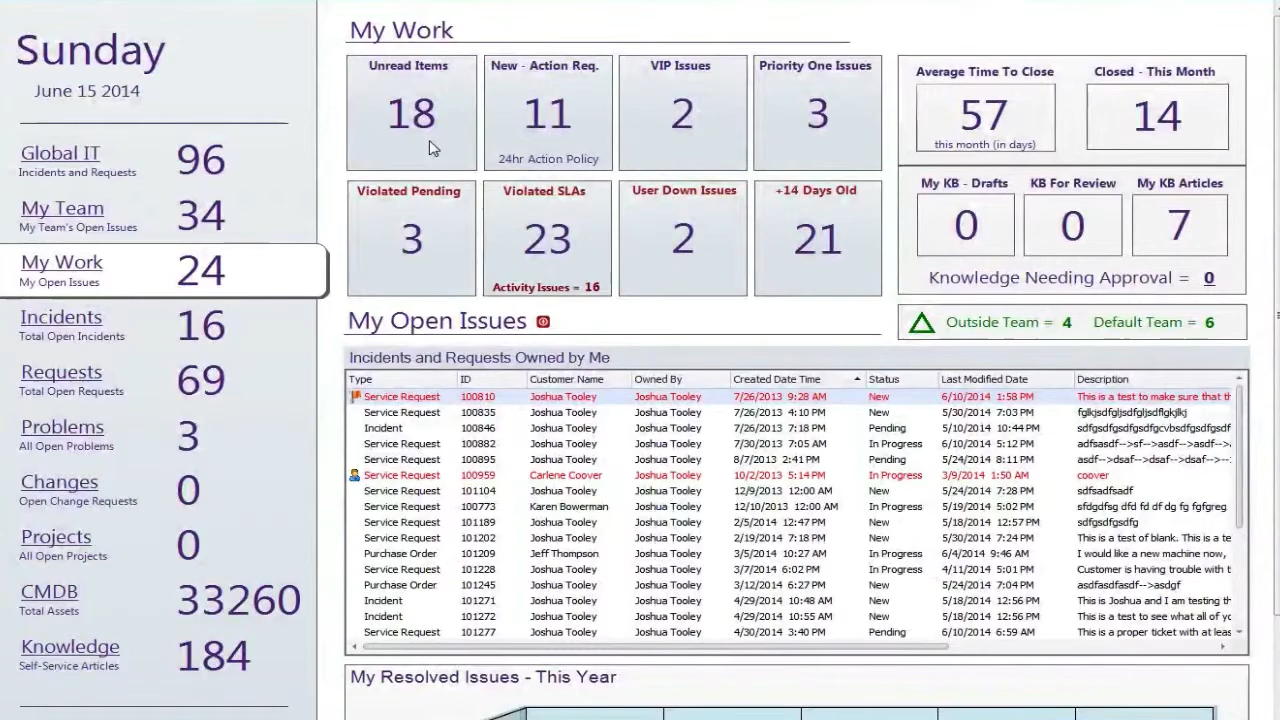 Sunday
June 15 2014
Global IT 96
Incidents and Requests
My Team 34
My Team's Open Issues
My Work 24
My Open Issues
Incidents 16
Total Open Incidents
Requests 69
Total Open Requests
Problems 3
All Open Problems
Changes 0
Open Change Requests
Projects 0
All Open Projects
CMDB 33260
Total Assets
Knowledge 184
Self-Service Articles
My Work
Unread Items
18
New - Action Req.
11
24hr Action Policy
VIP Issues
2
Priority One Issues
3
Violated Pending
3
Violated SLAs
23
Activity Issues = 16
User Down Issues
2
+14 Days Old
21
Average Time To Close
57
this month (in days)
Closed - This Month
14
My KB - Drafts
0
KB For Review
0
My KB Articles
7
Knowledge Needing Approval = 0
Outside Team = 4 Default Team = 6
My Open Issues
Incidents and Requests Owned by Me
Type ID Customer Name Owned By Created Date Time Status Last Modified Date Description
Service Request 100810 Joshua Tooley Joshua Tooley 7/26/2013 9:28 AM New 6/10/2014 1:58 PM This is a test to make sure that th
Service Request 100835 Joshua Tooley Joshua Tooley 7/26/2013 4:10 PM New 5/30/2014 7:03 PM
Incident 100846 Joshua Tooley Joshua Tooley 7/26/2013 7:18 PM Pending 5/10/2014 10:44 PM
Service Request 100882 Joshua Tooley Joshua Tooley 7/30/2013 7:05 AM In Progress 6/10/2014 5:12 PM adfsasdf-->sf-->asdf-->asdf->
Service Request 100895 Joshua Tooley Joshua Tooley 8/7/2013 2:41 PM Pending 5/24/2014 8:11 PM asdf-->dsaf-->dsaf-->dsaf-->--
Service Request 100959 Carlene Coover Joshua Tooley 10/2/2013 5:14 PM In Progress 3/9/2014 1:50 AM coover
Service Request 101104 Joshua Tooley Joshua Tooley 12/9/2013 12:00 AM New 5/24/2014 7:28 PM sdfsadfsadf
Service Request 100773 Karen Bowerman Joshua Tooley 12/10/2013 12:00 AM New 5/19/2014 5:02 PM sfdgdfsg dfd fd df dg fg fgfgreg
Service Request 101189 Joshua Tooley Joshua Tooley 2/5/2014 12:47 PM New 5/18/2014 12:57 PM sdfgsdfgsdfg
Service Request 101202 Joshua Tooley Joshua Tooley 2/19/2014 7:18 PM New 5/30/2014 7:24 PM This is a test of blank. This is a te
Purchase Order 101209 Jeff Thompson Joshua Tooley 3/5/2014 10:27 AM In Progress 6/4/2014 9:46 AM I would like a new machine now,
Service Request 101228 Joshua Tooley Joshua Tooley 3/7/2014 6:02 PM In Progress 4/11/2014 5:01 PM Customer is having trouble with t
Purchase Order 101245 Joshua Tooley Joshua Tooley 3/12/2014 6:27 PM New 5/24/2014 7:04 PM asdfasdfasdf-->asdgf
Incident 101271 Joshua Tooley Joshua Tooley 4/29/2014 10:48 AM New 5/18/2014 12:56 PM This is Joshua and I am testing th
Incident 101272 Joshua Tooley Joshua Tooley 4/29/2014 10:55 AM New 5/18/2014 12:56 PM This is a test to see what all of yo
Service Request 101277 Joshua Tooley Joshua Tooley 4/30/2014 3:40 PM Pending 6/10/2014 6:59 AM This is a proper ticket with at leas
My Resolved Issues - This Year